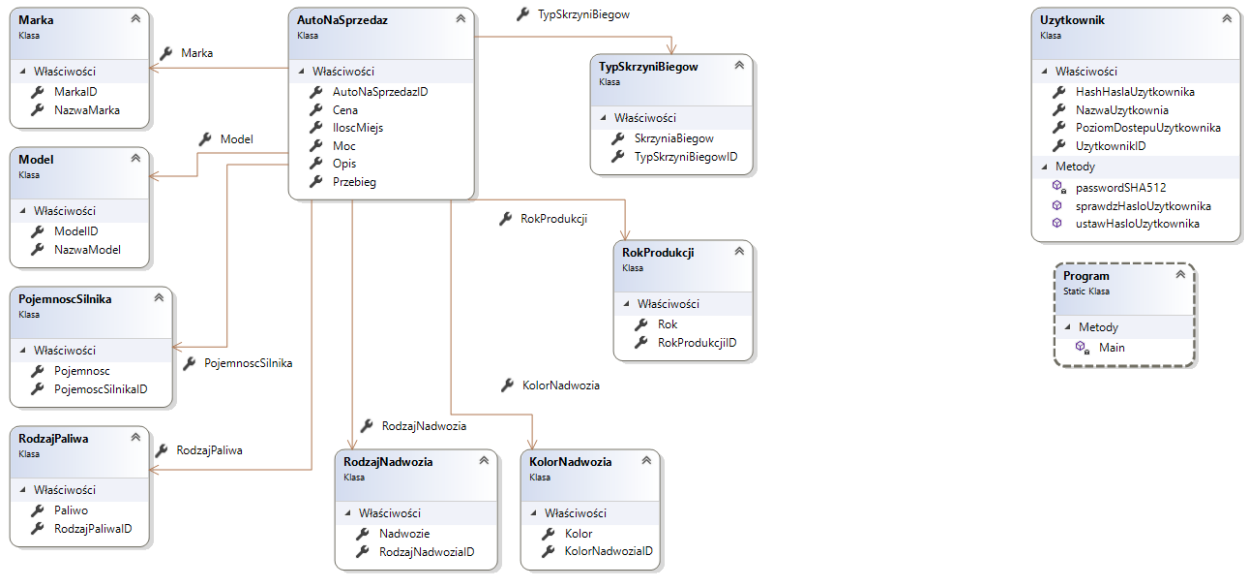 Marka
Klasa
Właściwości
MarkaID
NazwaMarka
Marka
AutoNaSprzedaz
Klasa
Właściwości
AutoNaSprzedazID
Cena
IloscMiejs
Moc
Opis
Przebieg
TypSkrzyniBiegow
TypSkrzyniBiegow
Klasa
Właściwości
SkrzyniaBiegow
TypSkrzyniBiegowID
Uzytkownik
Klasa
Właściwości
HashHaslaUzytkownika
NazwaUzytkownia
PoziomDostepuUzytkownika
UzytkownikID
Metody
passwordSHA512
sprawdzHasloUzytkownika
ustawHasloUzytkownika
Model
Model
Klasa
Właściwości
ModelID
NazwaModel
RokProdukcji
RokProdukcji
Klasa
Właściwości
Rok
RokProdukcjiID
Program
Static Klasa
Metody
Main
PojemnoscSilnika
Klasa
Właściwości
Pojemnosc
PojemoscSilnikaID
PojemnoscSilnika
KolorNadwozia
RodzajPaliwa
Klasa
Właściwości
Paliwo
RodzajPaliwaID
RodzajPaliwa
RodzajNadwozia
RodzajNadwozia
Klasa
Właściwości
Nadwozie
RodzajNadwoziaID
KolorNadwozia
Klasa
Właściwości
Kolor
KolorNadwoziaID